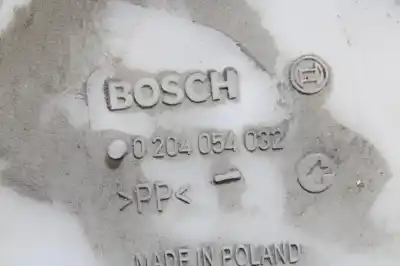 BOSCH
0 204 054 032
>PP<
MADE IN POLAND